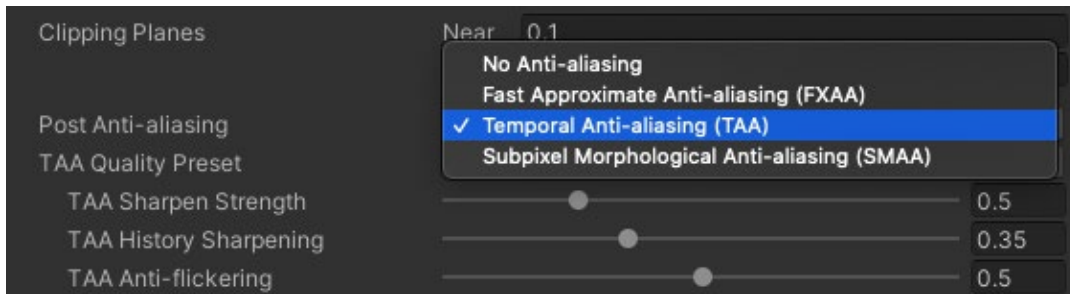 Clipping Planes Near 0.1
No Anti-aliasing
Fast Approximate Anti-aliasing (FXAA)
Post Anti-aliasing ✓ Temporal Anti-aliasing (TAA)
Subpixel Morphological Anti-aliasing (SMAA)
TAA Quality Preset
TAA Sharpen Strength 0.5
TAA History Sharpening 0.35
TAA Anti-flickering 0.5